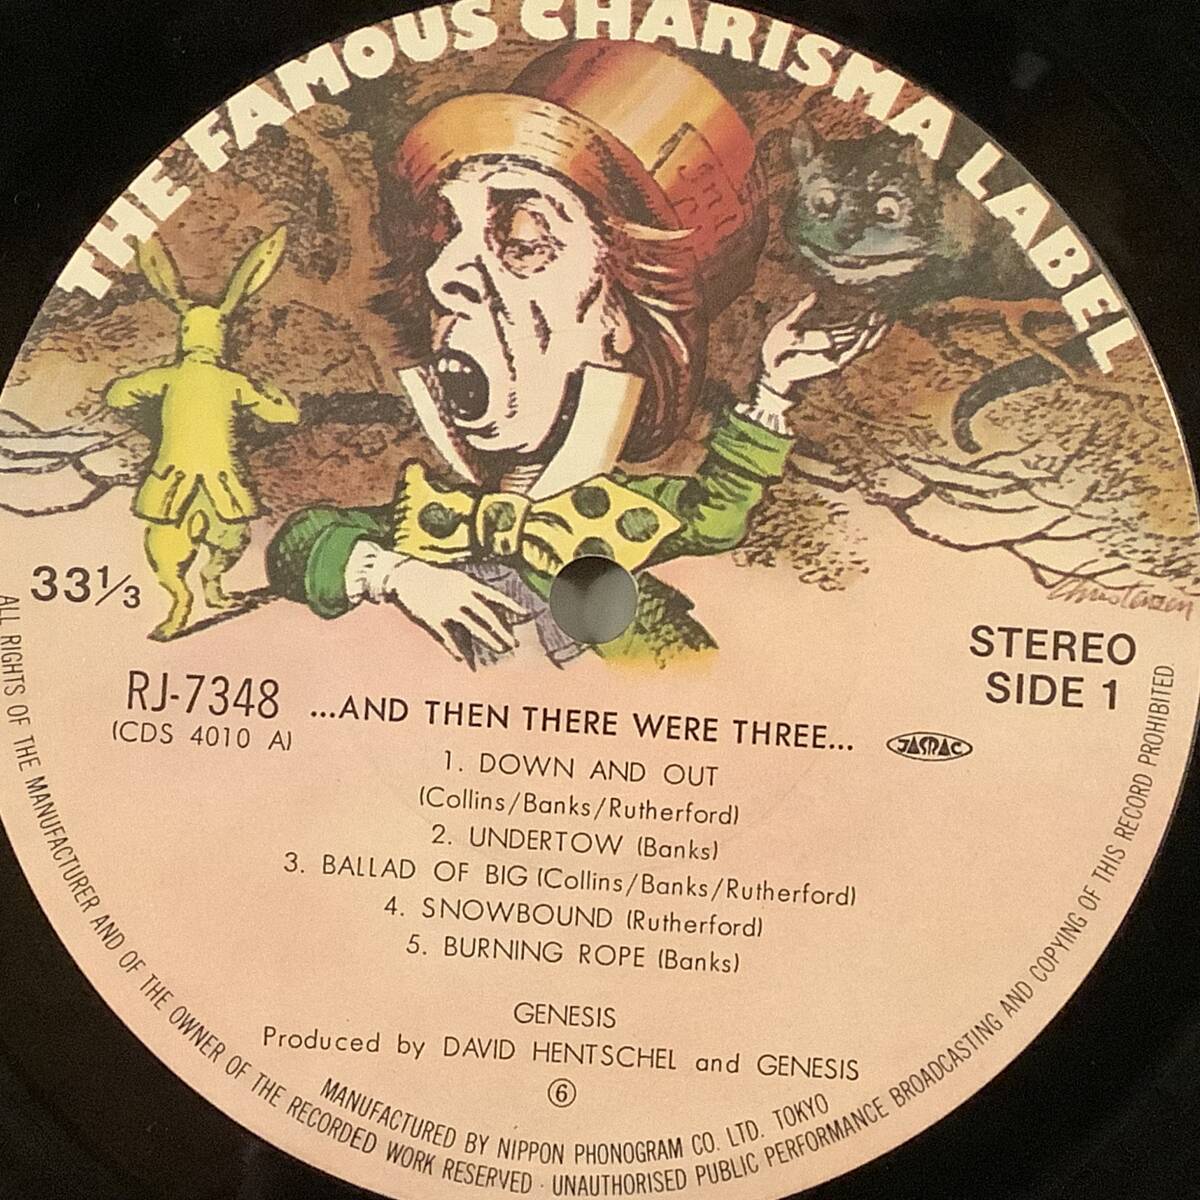 THE FAMOUS CHARISMA LABEL
33⅓
STEREO
SIDE 1
RJ-7348
(CDS 4010 A)
...AND THEN THERE WERE THREE...
JASRAC
1. DOWN AND OUT
(Collins/Banks/Rutherford)
2. UNDERTOW (Banks)
3. BALLAD OF BIG (Collins/Banks/Rutherford)
4. SNOWBOUND (Rutherford)
5. BURNING ROPE (Banks)
GENESIS
Produced by DAVID HENTSCHEL and GENESIS
⑥
MANUFACTURED BY NIPPON PHONOGRAM CO. LTD. TOKYO
ALL RIGHTS OF THE MANUFACTURER AND OF THE OWNER OF THE RECORDED WORK RESERVED · UNAUTHORISED PUBLIC PERFORMANCE BROADCASTING AND COPYING OF THIS RECORD PROHIBITED